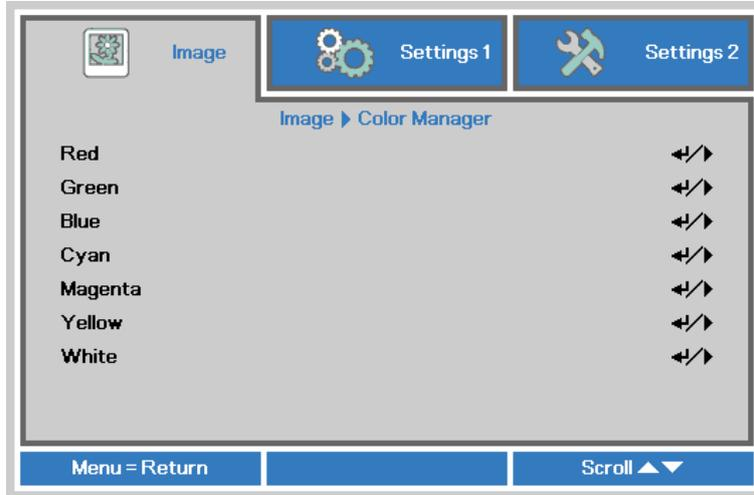 Image
Settings 1
Settings 2
Image ▶ Color Manager
Red ↵/▶
Green ↵/▶
Blue ↵/▶
Cyan ↵/▶
Magenta ↵/▶
Yellow ↵/▶
White ↵/▶
Menu = Return
Scroll ▲▼